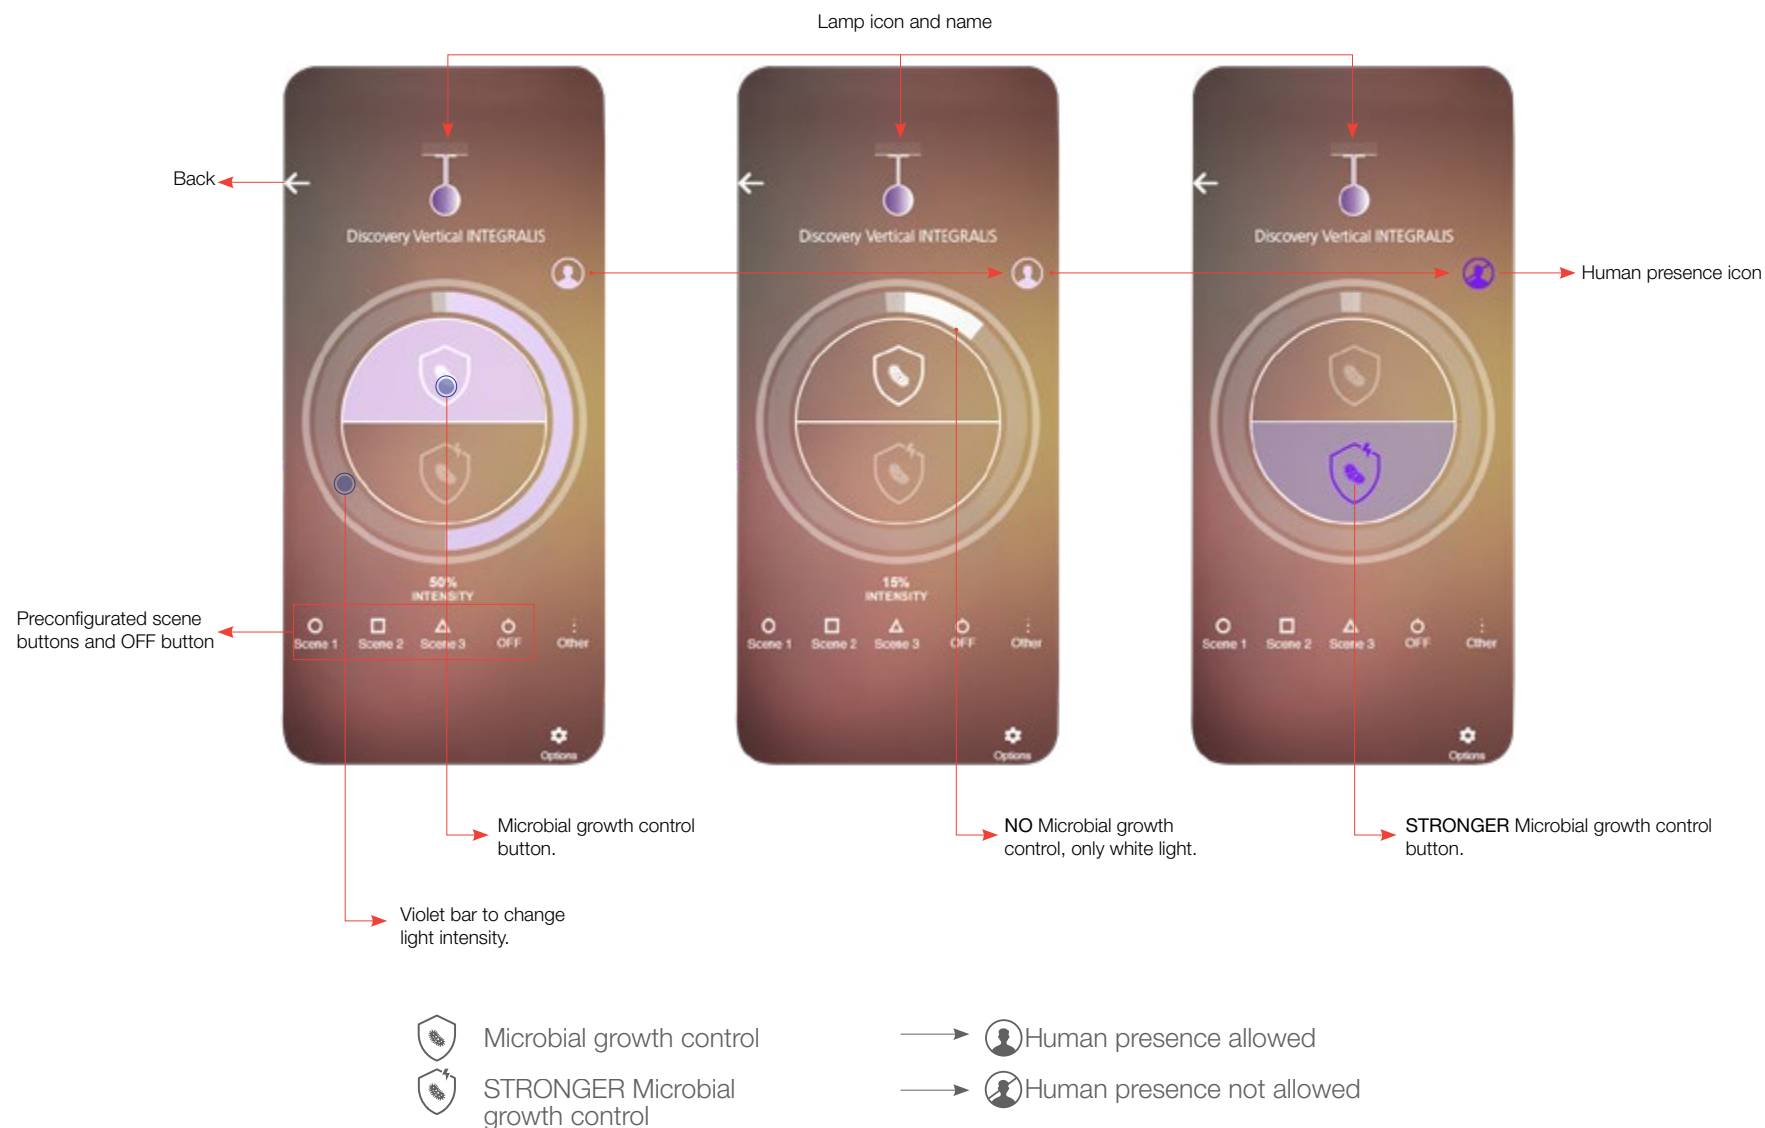 Lamp icon and name
Back
Discovery Vertical INTEGRALIS
Discovery Vertical INTEGRALIS
Discovery Vertical INTEGRALIS
Human presence icon
50%
INTENSITY
15%
INTENSITY
Preconfigurated scene
buttons and OFF button
Scene 1 Scene 2 Scene 3 OFF Other
Scene 1 Scene 2 Scene 3 OFF Other
Scene 1 Scene 2 Scene 3 OFF Other
Options
Options
Options
Microbial growth control
button.
NO Microbial growth
control, only white light.
STRONGER Microbial growth control
button.
Violet bar to change
light intensity.
Microbial growth control
Human presence allowed
STRONGER Microbial
growth control
Human presence not allowed